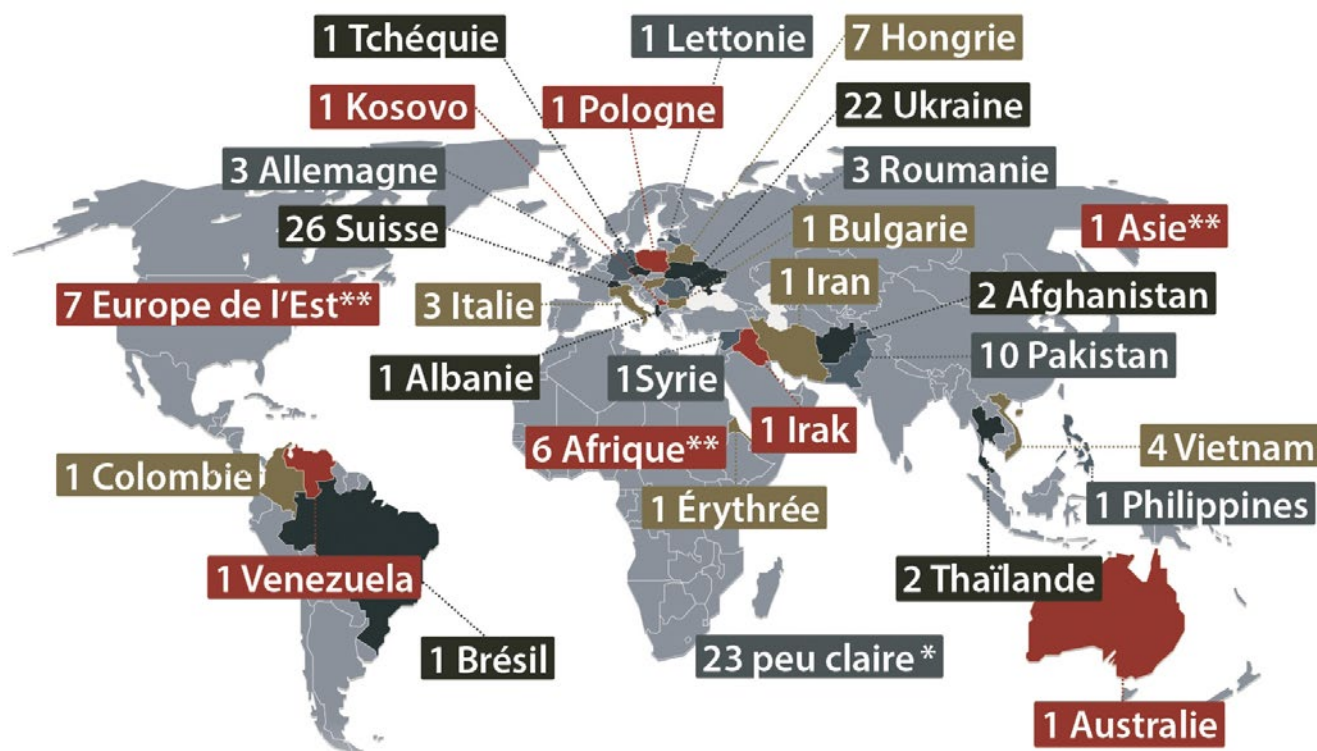 1 Tchéquie
1 Lettonie
7 Hongrie
1 Kosovo
1 Pologne
22 Ukraine
3 Allemagne
3 Roumanie
26 Suisse
1 Bulgarie
1 Asie**
7 Europe de l'Est**
3 Italie
1 Iran
2 Afghanistan
1 Albanie
1Syrie
10 Pakistan
6 Afrique**
1 Irak
4 Vietnam
1 Colombie
1 Érythrée
1 Philippines
1 Venezuela
2 Thaïlande
1 Brésil
23 peu claire*
1 Australie